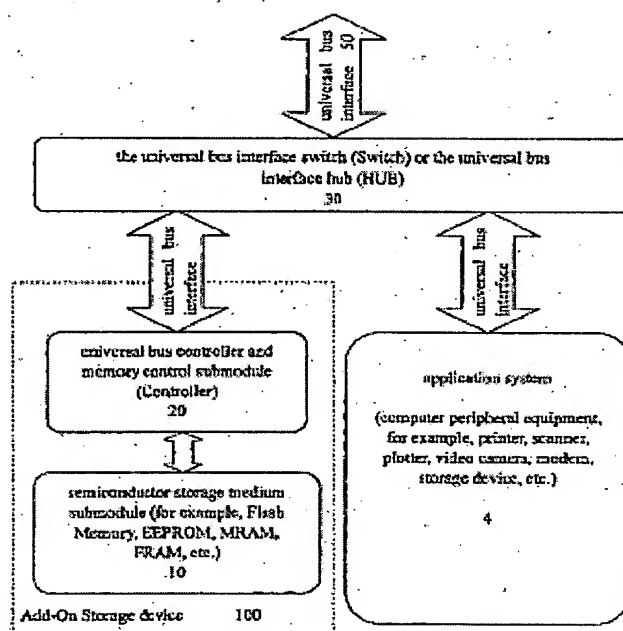 universal bus
interface 50
the universal bus interface switch (Switch) or the universal bus
interface hub (HUB)
30
universal bus
interface
universal bus
interface
universal bus controller and
memory control submodule
(Controller)
20
semiconductor storage medium
submodule (for example, Flash
Memory, EEPROM, MRAM,
FRAM, etc.)
10
Add-On Storage device 100
application system
(computer peripheral equipment,
for example, printer, scanner,
plotter, video camera, modem,
storage device, etc.)
4